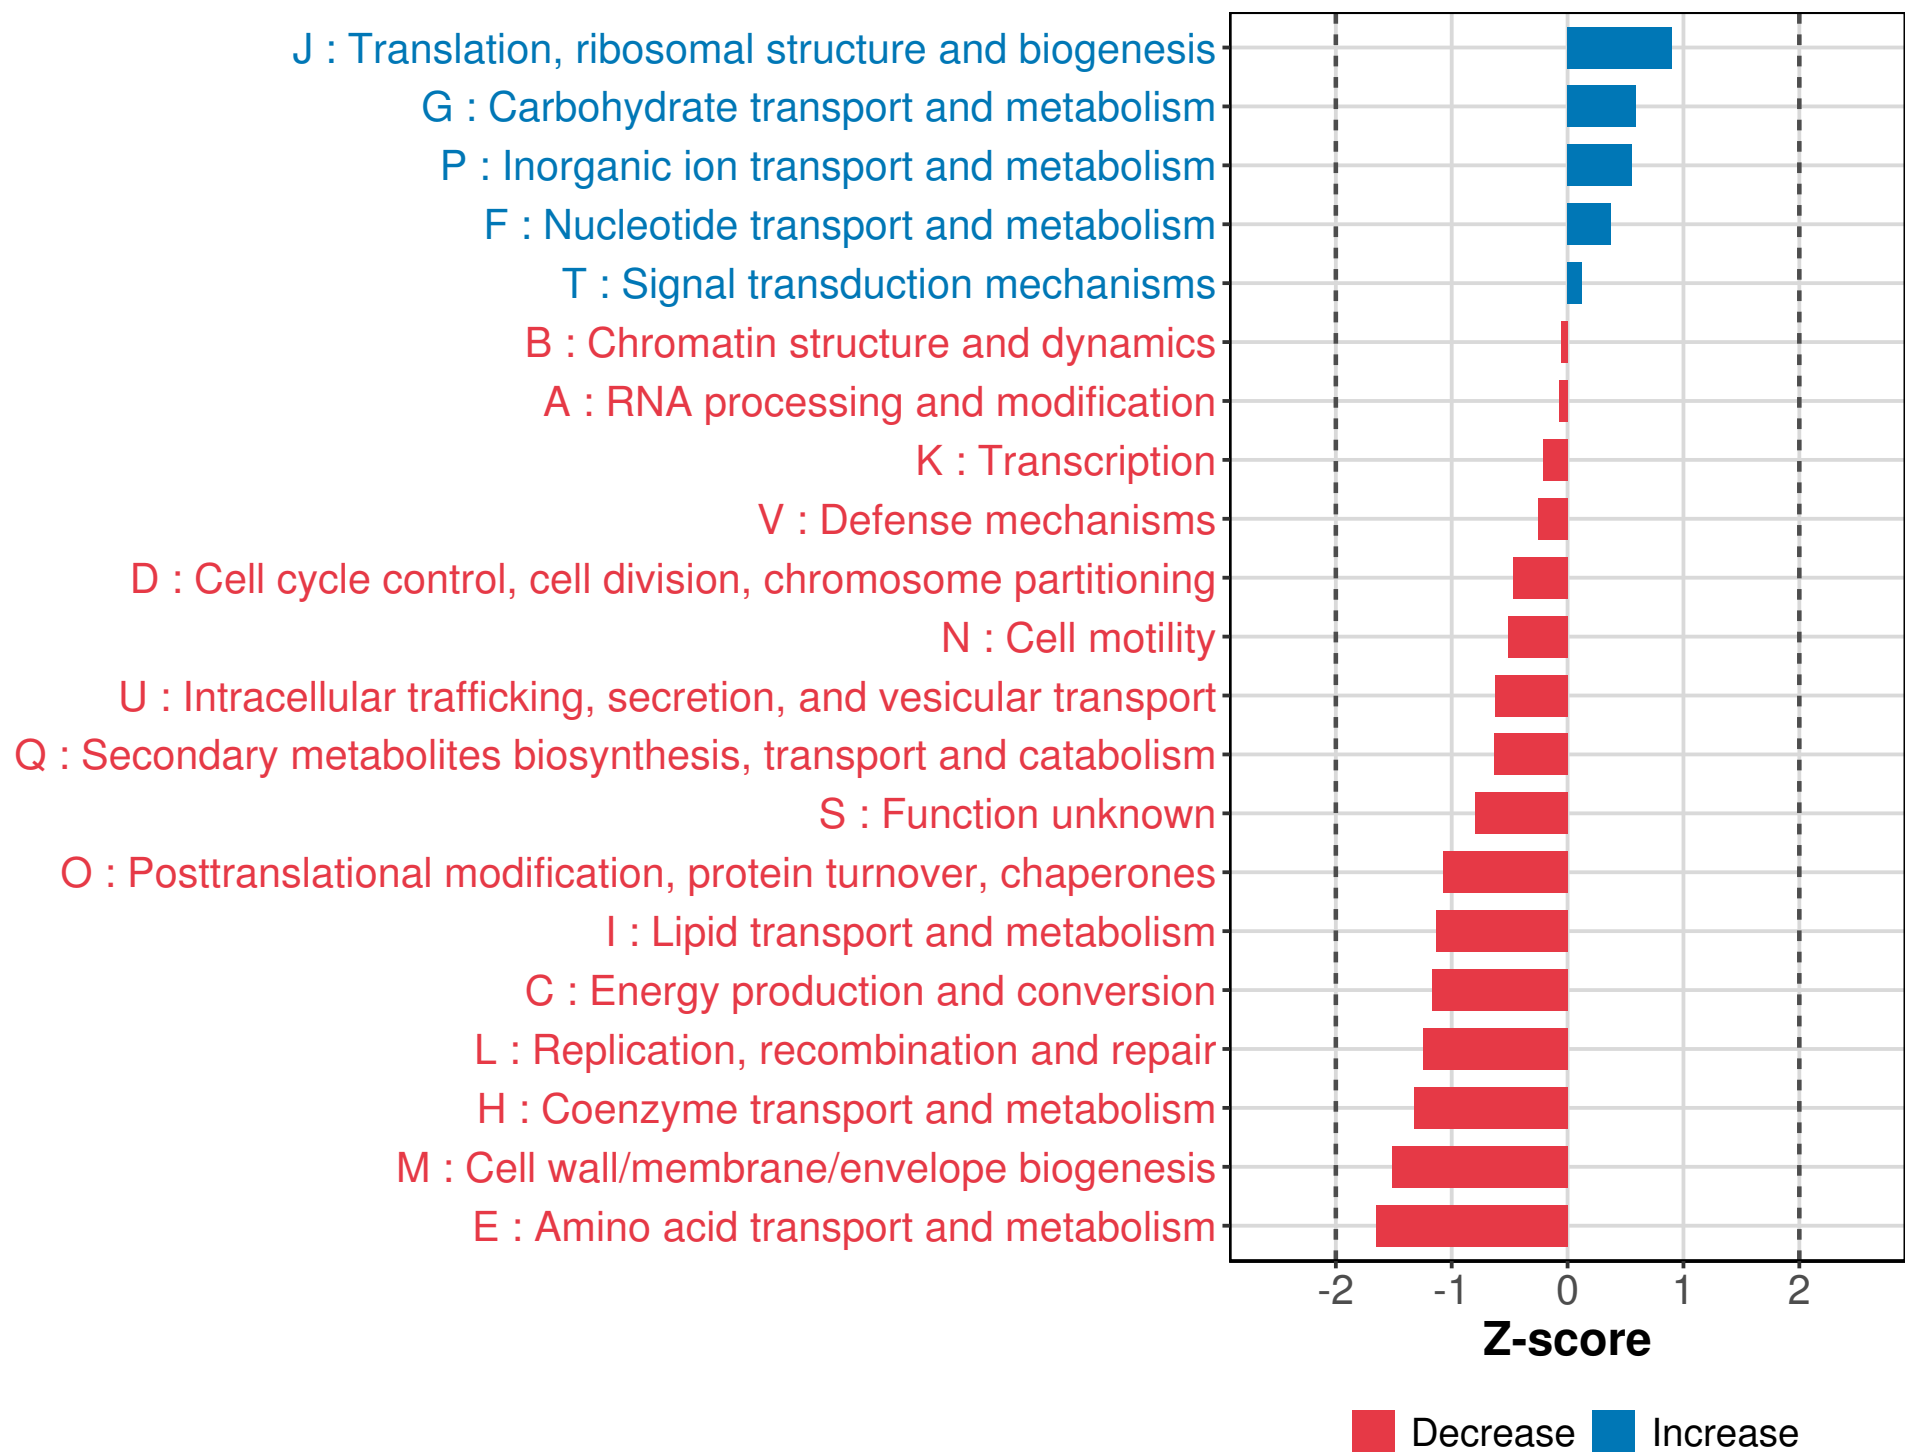 J : Translation, ribosomal structure and biogenesis
G : Carbohydrate transport and metabolism
P : Inorganic ion transport and metabolism
F : Nucleotide transport and metabolism
T : Signal transduction mechanisms
B : Chromatin structure and dynamics
A : RNA processing and modification
K : Transcription
V : Defense mechanisms
D : Cell cycle control, cell division, chromosome partitioning
N : Cell motility
U : Intracellular trafficking, secretion, and vesicular transport
Q : Secondary metabolites biosynthesis, transport and catabolism
S : Function unknown
O : Posttranslational modification, protein turnover, chaperones
I : Lipid transport and metabolism
C : Energy production and conversion
L : Replication, recombination and repair
H : Coenzyme transport and metabolism
M : Cell wall/membrane/envelope biogenesis
E : Amino acid transport and metabolism
-2 -1 0 1 2
Z-score
Decrease Increase